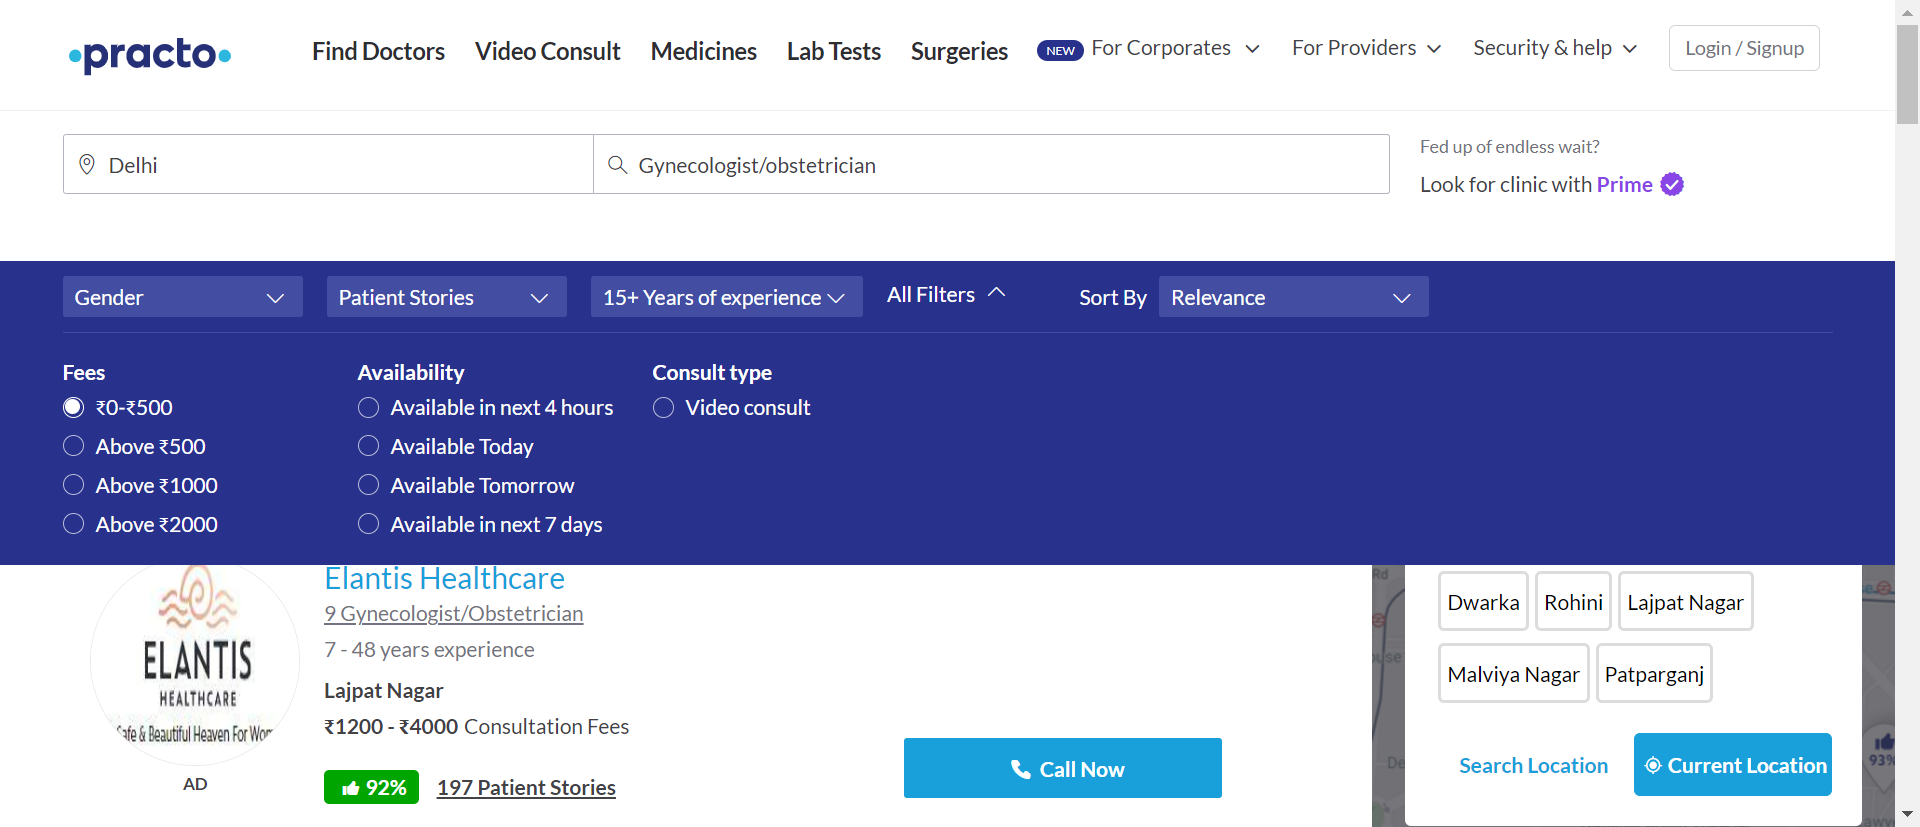 practo
Find Doctors Video Consult Medicines Lab Tests Surgeries NEW For Corporates For Providers Security & help Login / Signup
Delhi Gynecologist/obstetrician
Fed up of endless wait?
Look for clinic with Prime
Gender Patient Stories 15+ Years of experience All Filters Sort By Relevance
Fees Availability Consult type
₹0-₹500 Available in next 4 hours Video consult
Above ₹500 Available Today
Above ₹1000 Available Tomorrow
Above ₹2000 Available in next 7 days
Elantis Healthcare
9 Gynecologist/Obstetrician
7 - 48 years experience
Lajpat Nagar
₹1200 - ₹4000 Consultation Fees
92% 197 Patient Stories
ELANTIS
HEALTHCARE
afe & Beautiful Heaven For Wom
AD
Call Now
Rd
Dwarka Rohini Lajpat Nagar
Malviya Nagar Patparganj
Search Location Current Location
93%